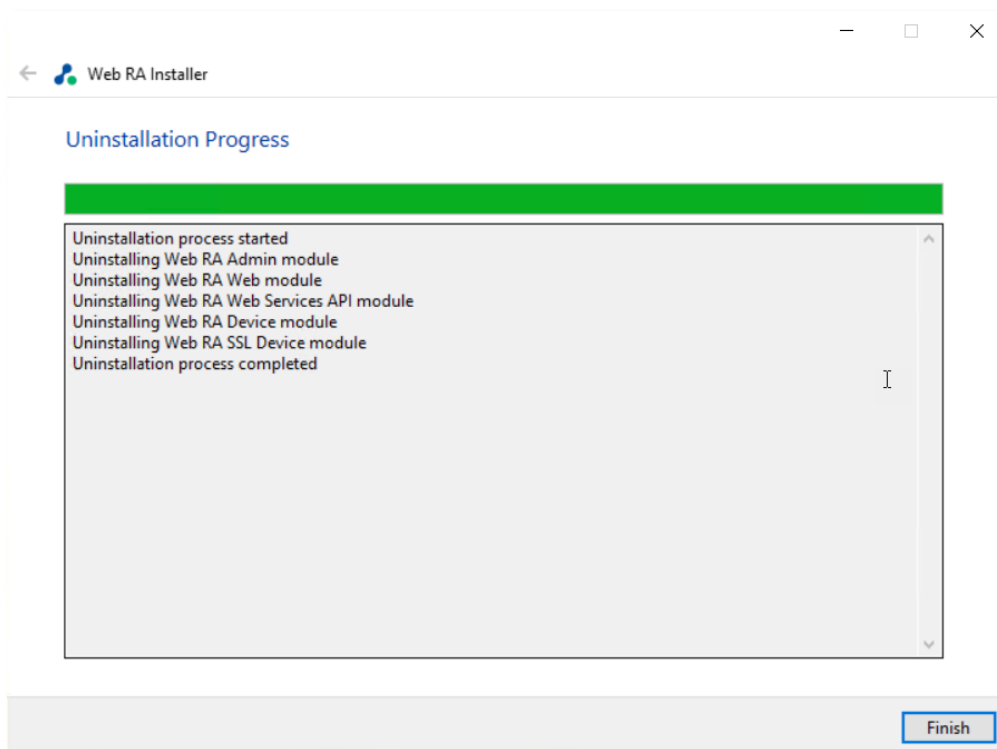 Web RA Installer
Uninstallation Progress
Uninstallation process started
Uninstalling Web RA Admin module
Uninstalling Web RA Web module
Uninstalling Web RA Web Services API module
Uninstalling Web RA Device module
Uninstalling Web RA SSL Device module
Uninstallation process completed
Finish